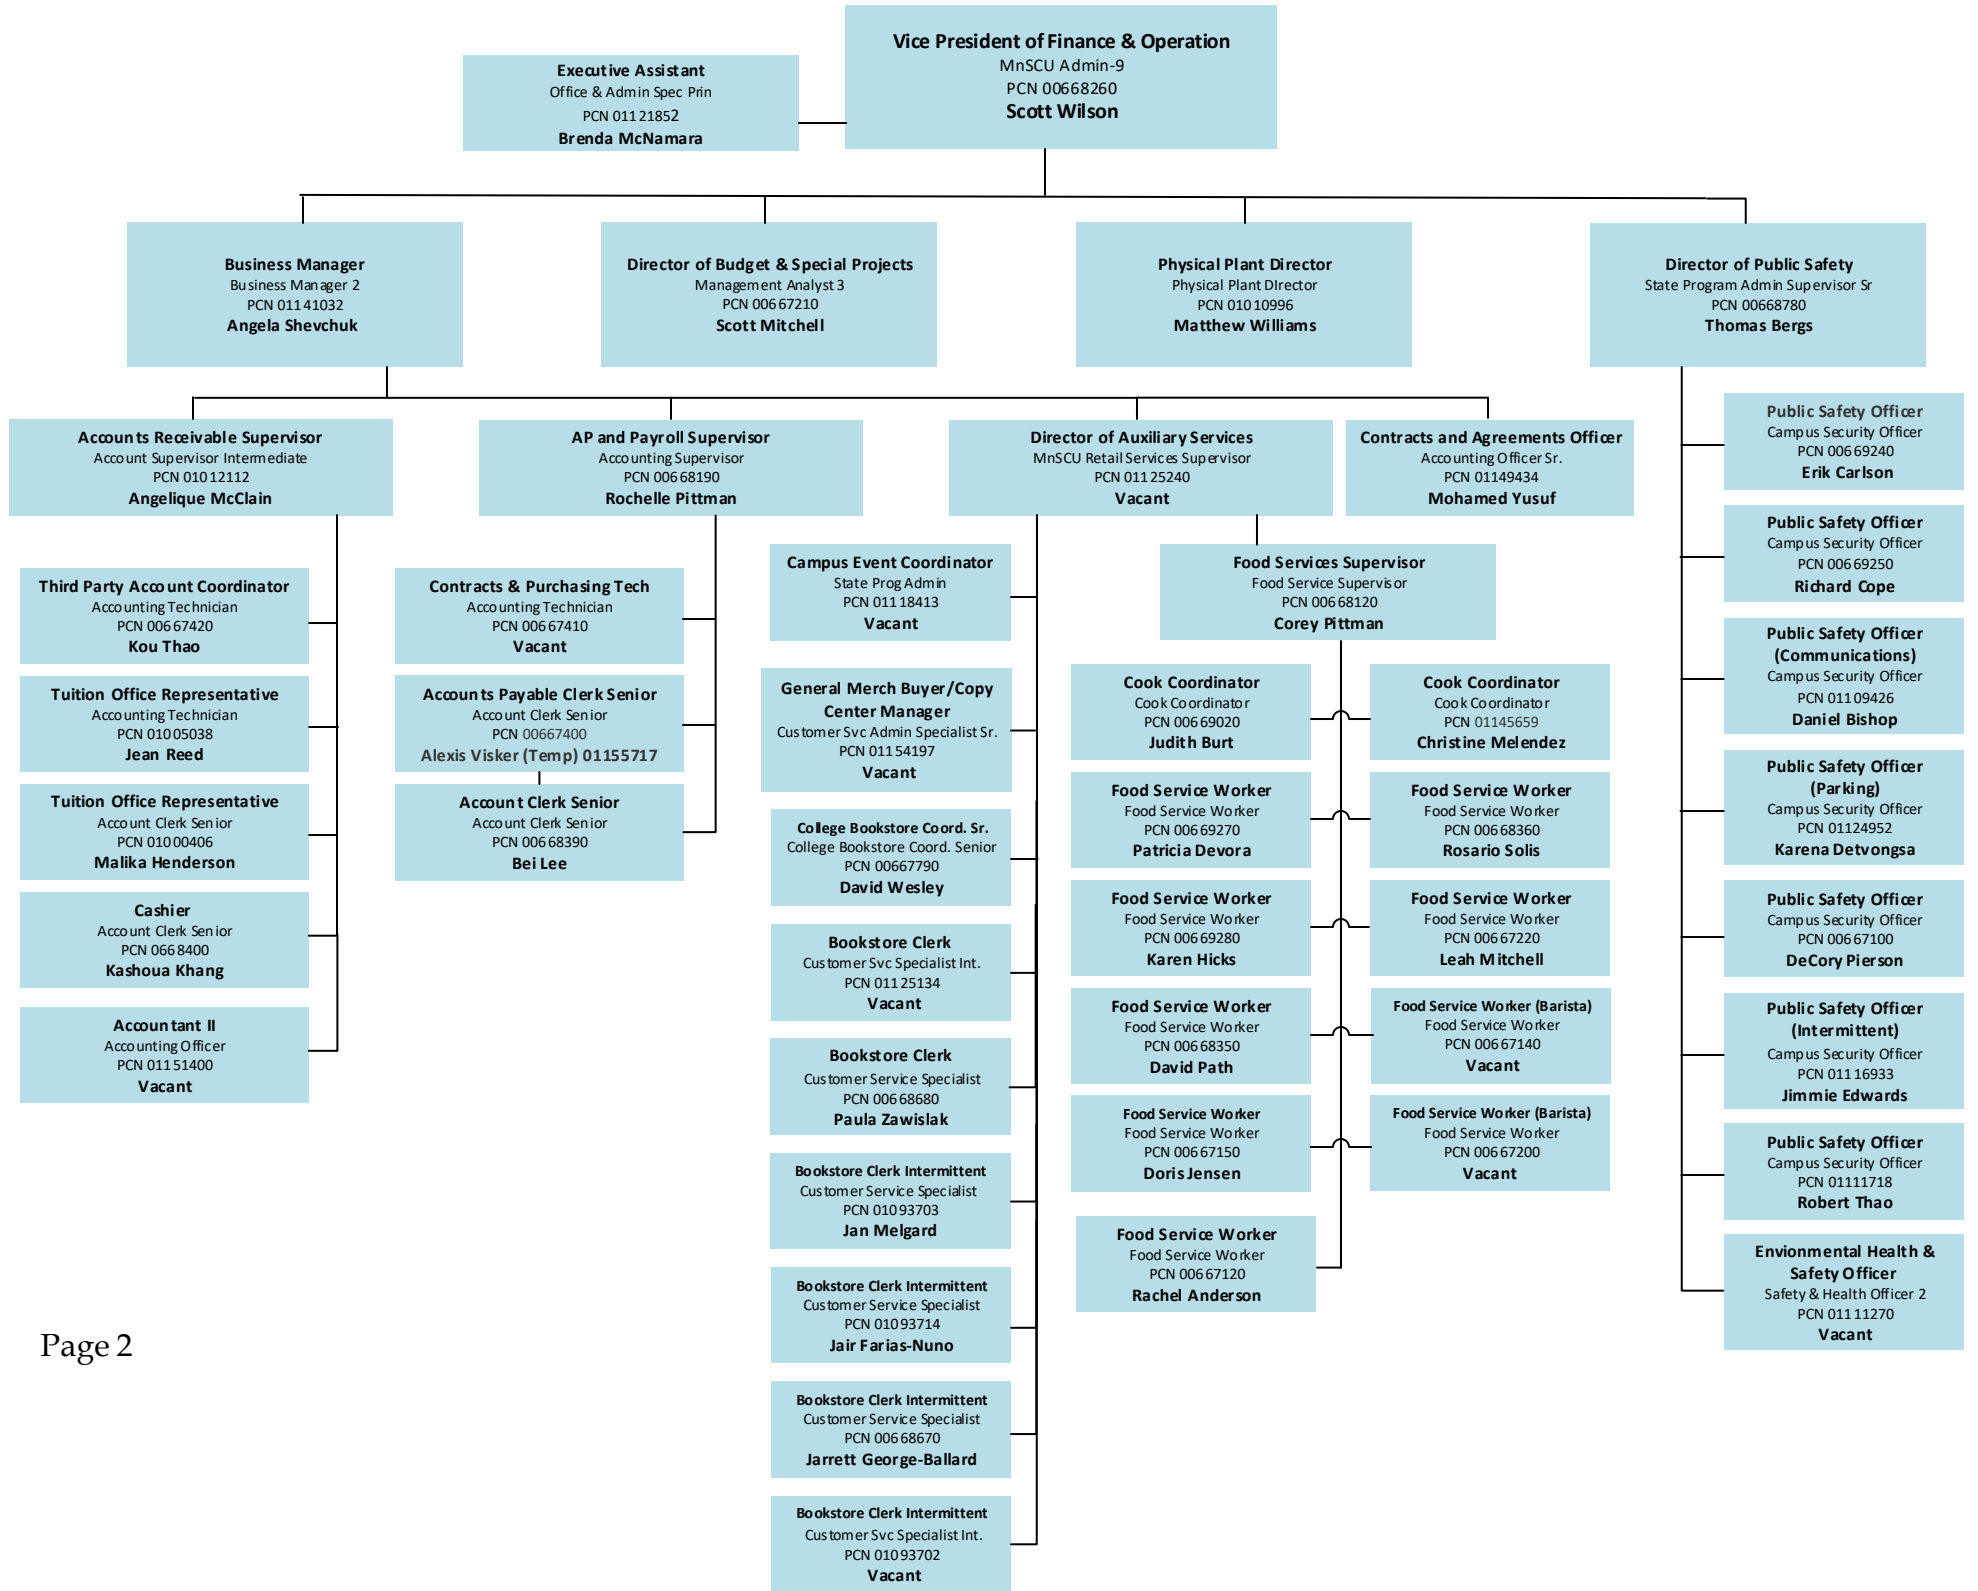 Vice President of Finance & Operation
MnSCU Admin-9
PCN 00668260
Scott Wilson
Executive Assistant
Office & Admin Spec Prin
PCN 01121852
Brenda McNamara
Business Manager
Business Manager 2
PCN 01141032
Angela Shevchuk
Director of Budget & Special Projects
Management Analyst 3
PCN 00667210
Scott Mitchell
Physical Plant Director
Physical Plant DIrector
PCN 01010996
Matthew Williams
Director of Public Safety
State Program Admin Supervisor Sr
PCN 00668780
Thomas Bergs
Accounts Receivable Supervisor
Account Supervisor Intermediate
PCN 01012112
Angelique McClain
AP and Payroll Supervisor
Accounting Supervisor
PCN 00668190
Rochelle Pittman
Director of Auxiliary Services
MnSCU Retail Services Supervisor
PCN 01125240
Vacant
Contracts and Agreements Officer
Accounting Officer Sr.
PCN 01149434
Mohamed Yusuf
Third Party Account Coordinator
Accounting Technician
PCN 00667420
Kou Thao
Tuition Office Representative
Accounting Technician
PCN 01005038
Jean Reed
Tuition Office Representative
Account Clerk Senior
PCN 01000406
Malika Henderson
Cashier
Account Clerk Senior
PCN 0668400
Kashoua Khang
Accountant II
Accounting Officer
PCN 01151400
Vacant
Contracts & Purchasing Tech
Accounting Technician
PCN 00667410
Vacant
Accounts Payable Clerk Senior
Account Clerk Senior
PCN 00667400
Alexis Visker (Temp) 01155717
Account Clerk Senior
Account Clerk Senior
PCN 00668390
Bei Lee
Campus Event Coordinator
State Prog Admin
PCN 01118413
Vacant
General Merch Buyer/Copy
Center Manager
Customer Svc Admin Specialist Sr.
PCN 01154197
Vacant
College Bookstore Coord. Sr.
College Bookstore Coord. Senior
PCN 00667790
David Wesley
Bookstore Clerk
Customer Svc Specialist Int.
PCN 01125134
Vacant
Bookstore Clerk
Customer Service Specialist
PCN 00668680
Paula Zawislak
Bookstore Clerk Intermittent
Customer Service Specialist
PCN 01093703
Jan Melgard
Bookstore Clerk Intermittent
Customer Service Specialist
PCN 01093714
Jair Farias-Nuno
Bookstore Clerk Intermittent
Customer Service Specialist
PCN 00668670
Jarrett George-Ballard
Bookstore Clerk Intermittent
Customer Svc Specialist Int.
PCN 01093702
Vacant
Food Services Supervisor
Food Service Supervisor
PCN 00668120
Corey Pittman
Cook Coordinator
Cook Coordinator
PCN 00669020
Judith Burt
Cook Coordinator
Cook Coordinator
PCN 01145659
Christine Melendez
Food Service Worker
Food Service Worker
PCN 00669270
Patricia Devora
Food Service Worker
Food Service Worker
PCN 00668360
Rosario Solis
Food Service Worker
Food Service Worker
PCN 00669280
Karen Hicks
Food Service Worker
Food Service Worker
PCN 00667220
Leah Mitchell
Food Service Worker
Food Service Worker
PCN 00668350
David Path
Food Service Worker (Barista)
Food Service Worker
PCN 00667140
Vacant
Food Service Worker
Food Service Worker
PCN 00667150
Doris Jensen
Food Service Worker (Barista)
Food Service Worker
PCN 00667200
Vacant
Food Service Worker
Food Service Worker
PCN 00667120
Rachel Anderson
Public Safety Officer
Campus Security Officer
PCN 00669240
Erik Carlson
Public Safety Officer
Campus Security Officer
PCN 00669250
Richard Cope
Public Safety Officer
(Communications)
Campus Security Officer
PCN 01109426
Daniel Bishop
Public Safety Officer
(Parking)
Campus Security Officer
PCN 01124952
Karena Detvongsa
Public Safety Officer
Campus Security Officer
PCN 00667100
DeCory Pierson
Public Safety Officer
(Intermittent)
Campus Security Officer
PCN 01116933
Jimmie Edwards
Public Safety Officer
Campus Security Officer
PCN 01111718
Robert Thao
Envionmental Health &
Safety Officer
Safety & Health Officer 2
PCN 01111270
Vacant
Page 2